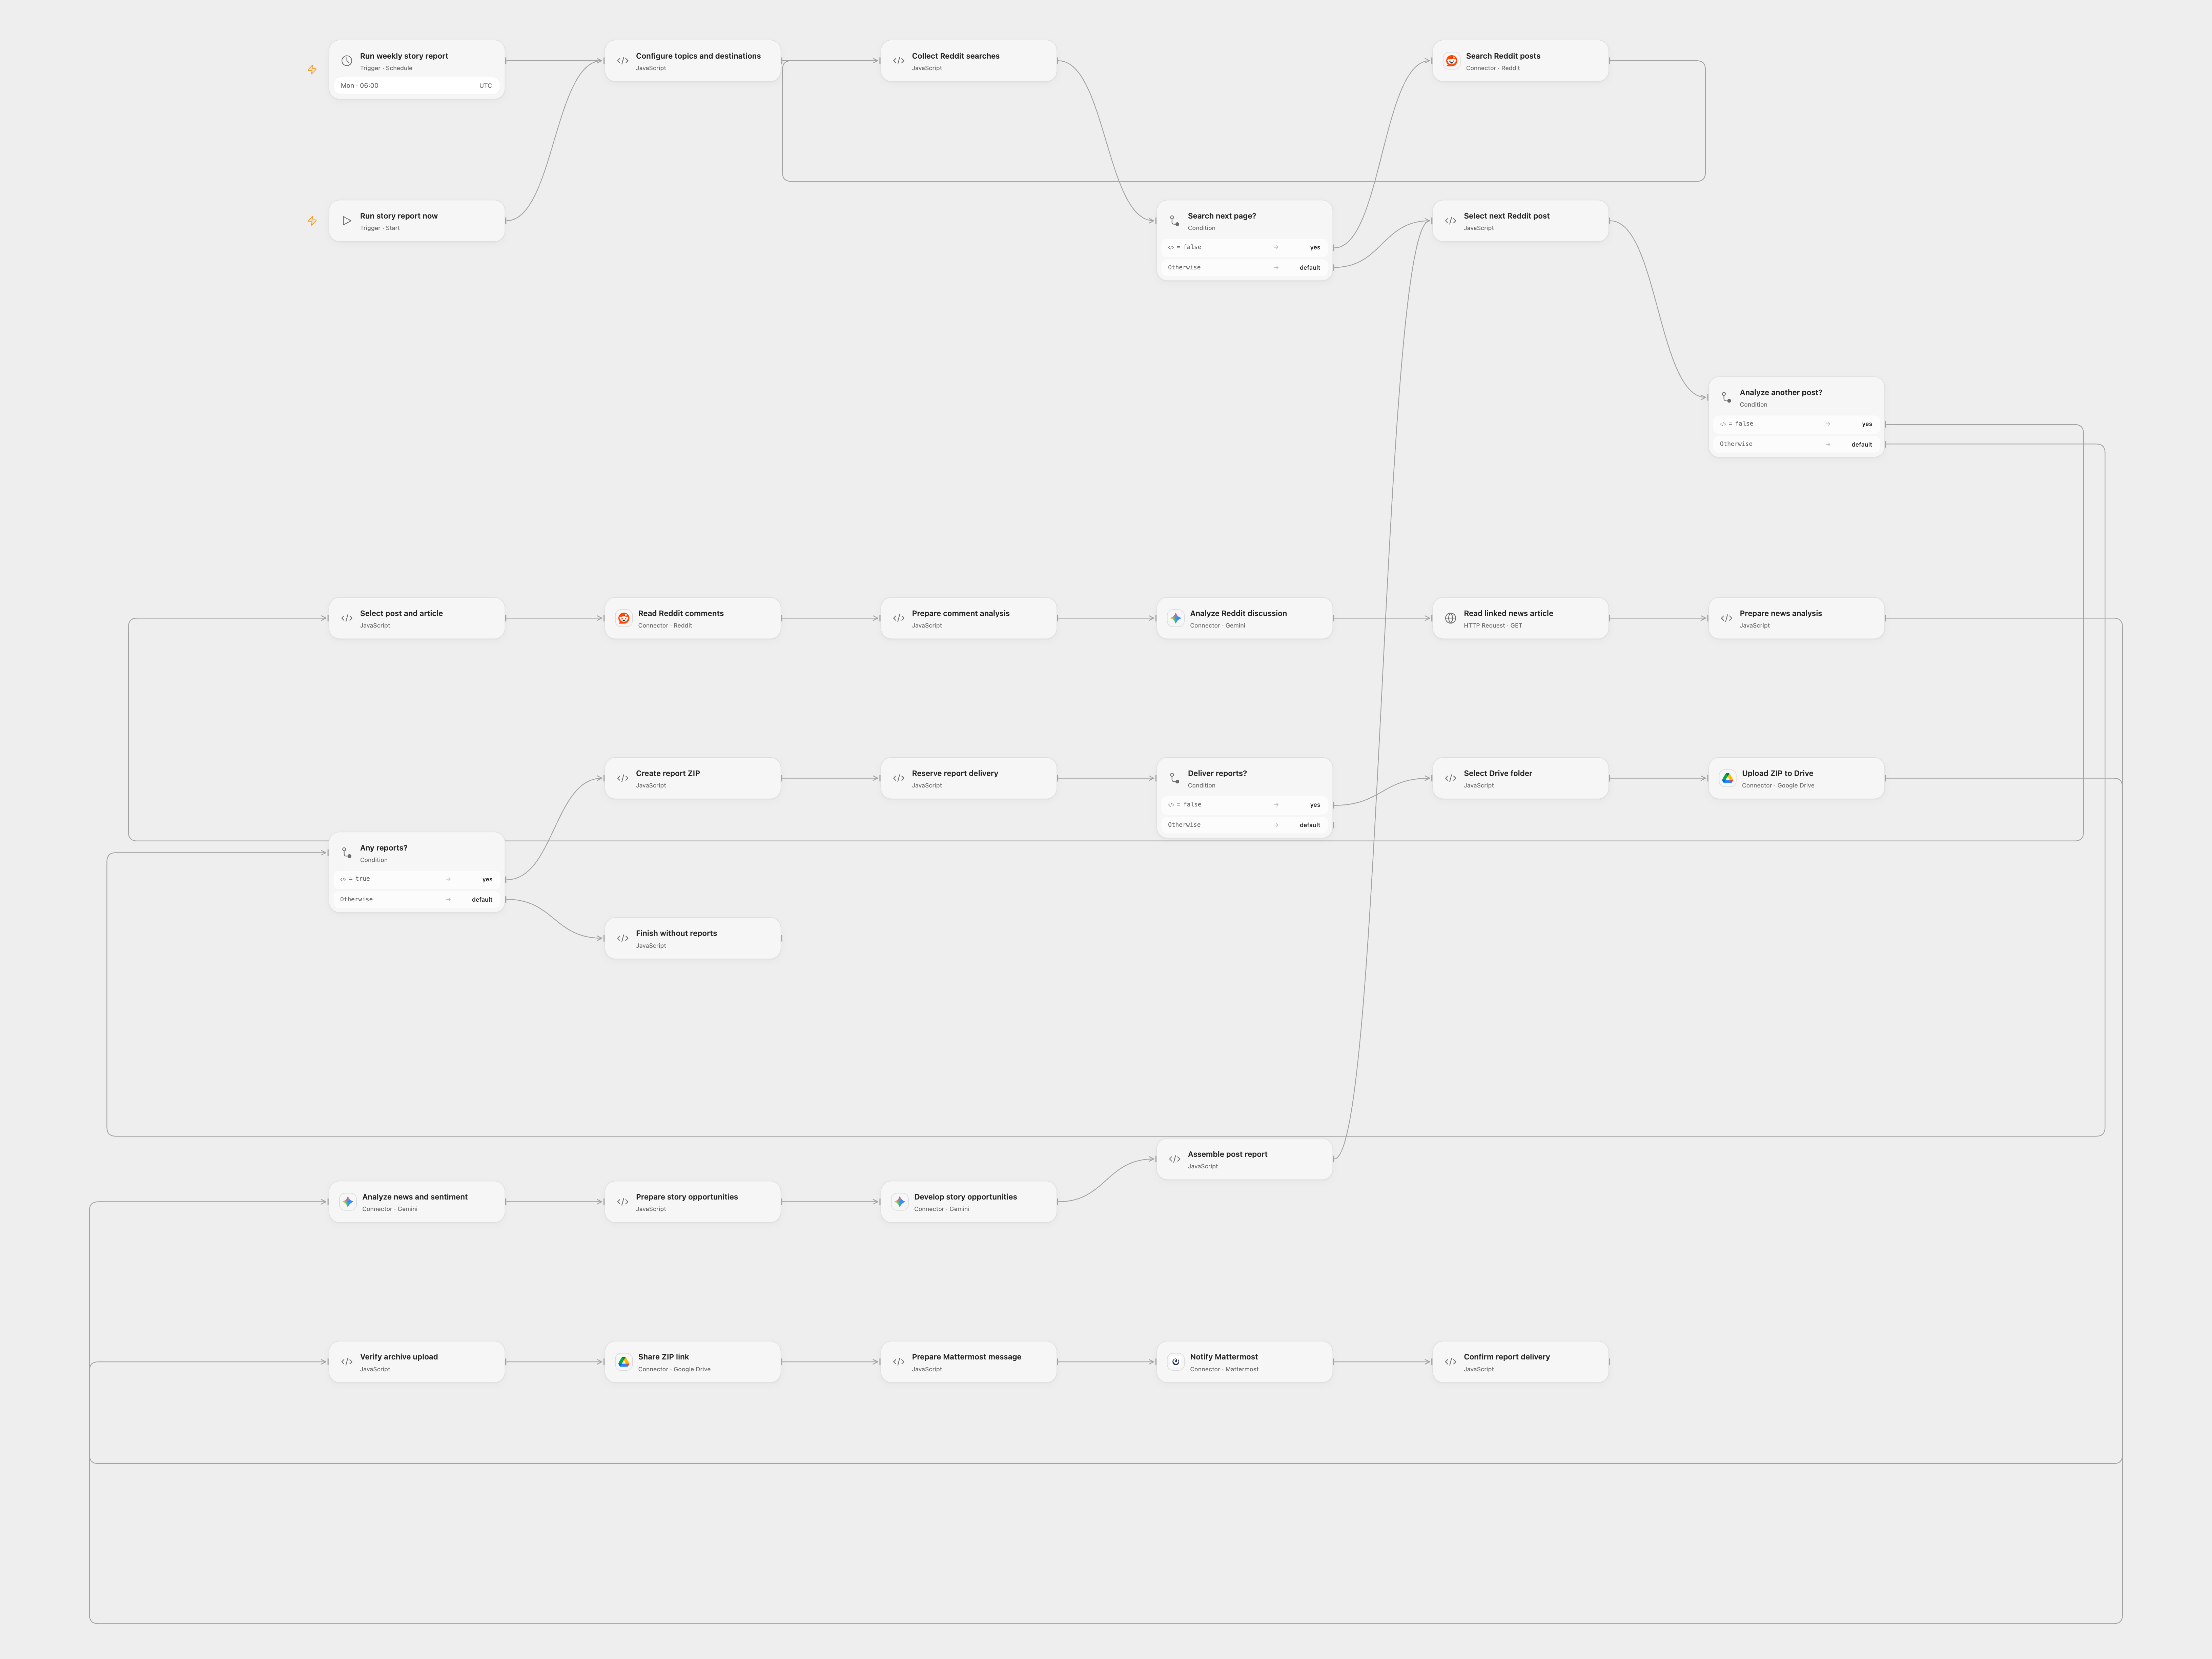 Run weekly story report
Trigger · Schedule
Mon · 06:00 UTC
Configure topics and destinations
JavaScript
Collect Reddit searches
JavaScript
Search Reddit posts
Connector · Reddit
Run story report now
Trigger · Start
Search next page?
Condition
</> = false → yes
Otherwise → default
Select next Reddit post
JavaScript
Analyze another post?
Condition
</> = false → yes
Otherwise → default
Select post and article
JavaScript
Read Reddit comments
Connector · Reddit
Prepare comment analysis
JavaScript
Analyze Reddit discussion
Connector · Gemini
Read linked news article
HTTP Request · GET
Prepare news analysis
JavaScript
Create report ZIP
JavaScript
Reserve report delivery
JavaScript
Deliver reports?
Condition
</> = false → yes
Otherwise → default
Select Drive folder
JavaScript
Upload ZIP to Drive
Connector · Google Drive
Any reports?
Condition
</> = true → yes
Otherwise → default
Finish without reports
JavaScript
Assemble post report
JavaScript
Analyze news and sentiment
Connector · Gemini
Prepare story opportunities
JavaScript
Develop story opportunities
Connector · Gemini
Verify archive upload
JavaScript
Share ZIP link
Connector · Google Drive
Prepare Mattermost message
JavaScript
Notify Mattermost
Connector · Mattermost
Confirm report delivery
JavaScript